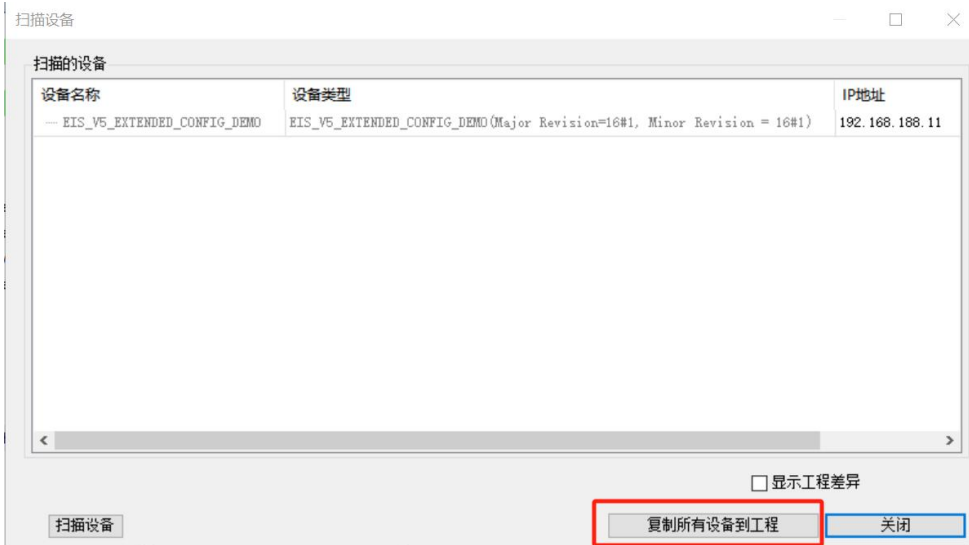 扫描设备
扫描的设备
设备名称 设备类型 IP地址
EIS_V5_EXTENDED_CONFIG_DEMO EIS_V5_EXTENDED_CONFIG_DEMO(Major Revision=16#1, Minor Revision = 16#1) 192.168.188.11
显示工程差异
扫描设备 复制所有设备到工程 关闭